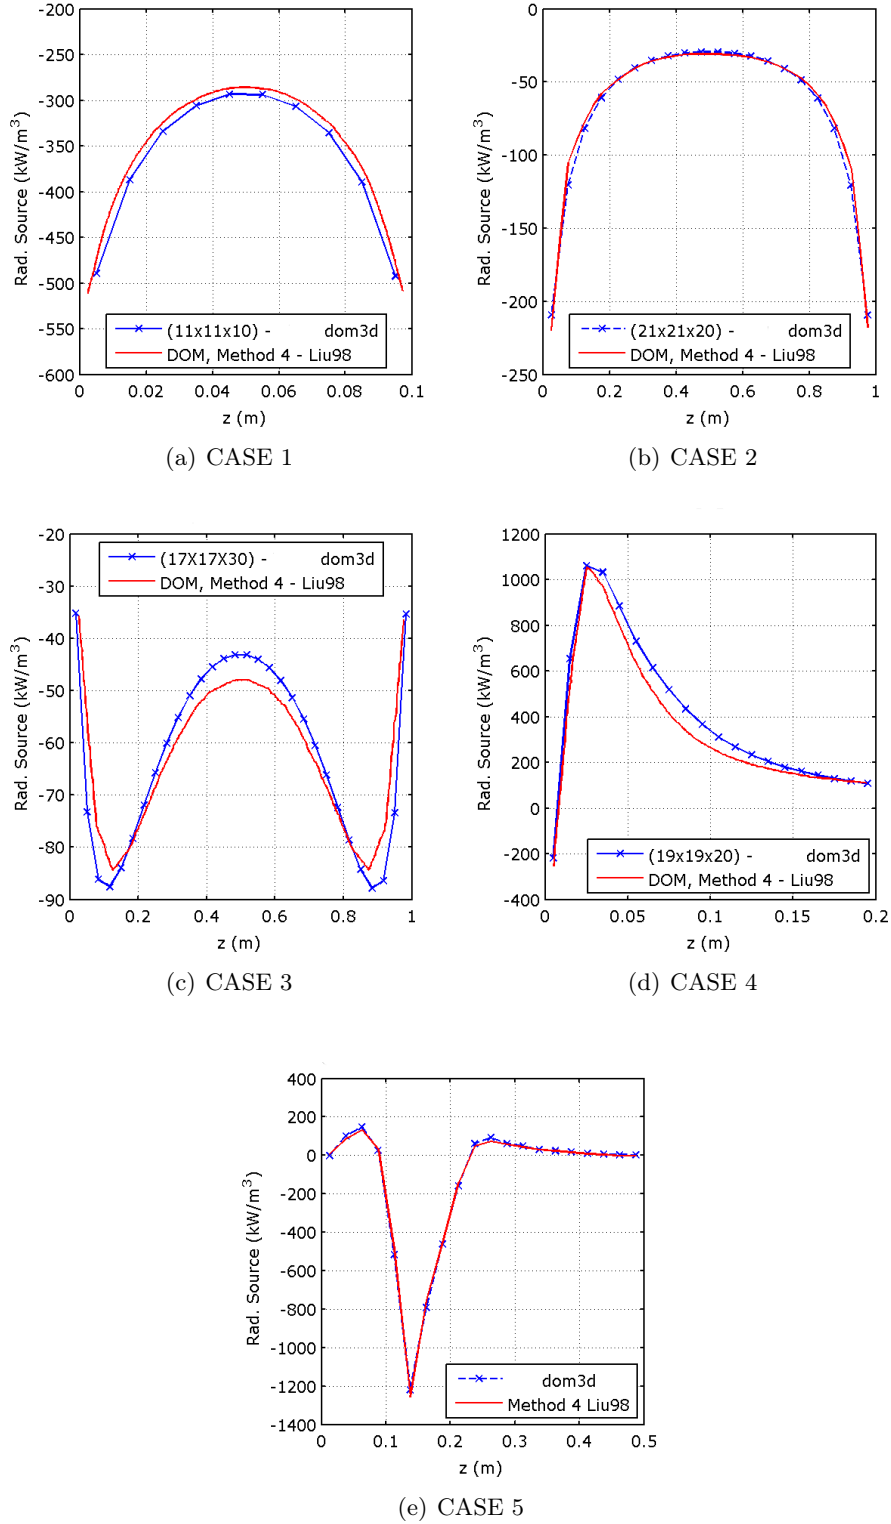 -200
-250
-300
-350
-400
-450
-500
-550
-600
Rad. Source (kW/m³)
(11x11x10) - dom3d
DOM, Method 4 - Liu98
0 0.02 0.04 0.06 0.08 0.1
z (m)
(a) CASE 1
0
-50
-100
-150
-200
-250
Rad. Source (kW/m³)
(21x21x20) - dom3d
DOM, Method 4 - Liu98
0 0.2 0.4 0.6 0.8 1
z (m)
(b) CASE 2
-20
-30
-40
-50
-60
-70
-80
-90
Rad. Source (kW/m³)
(17X17X30) - dom3d
DOM, Method 4 - Liu98
0 0.2 0.4 0.6 0.8 1
z (m)
(c) CASE 3
1200
1000
800
600
400
200
0
-200
-400
Rad. Source (kW/m³)
(19x19x20) - dom3d
DOM, Method 4 - Liu98
0.05 0.1 0.15 0.2
z (m)
(d) CASE 4
400
200
0
-200
-400
-600
-800
-1000
-1200
-1400
Rad. Source (kW/m³)
dom3d
Method 4 Liu98
0 0.1 0.2 0.3 0.4 0.5
z (m)
(e) CASE 5